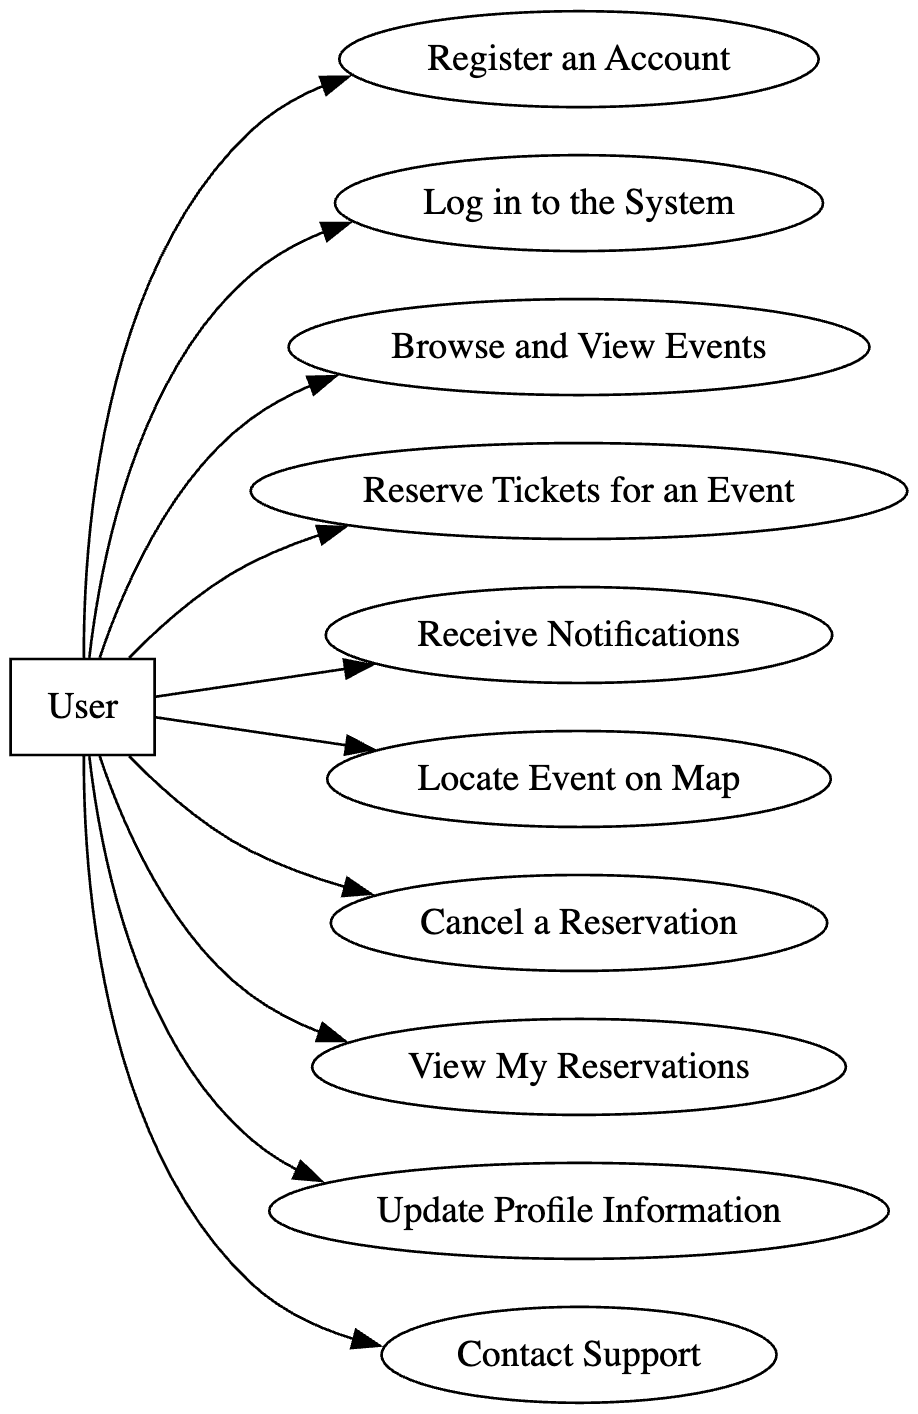 Register an Account
Log in to the System
Browse and View Events
Reserve Tickets for an Event
Receive Notifications
User
Locate Event on Map
Cancel a Reservation
View My Reservations
Update Profile Information
Contact Support